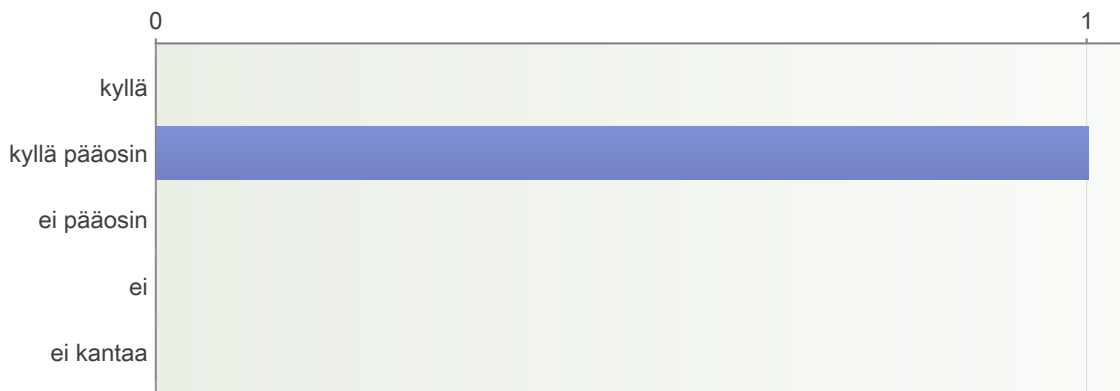 0 1
kyllä
kyllä pääosin
ei pääosin
ei
ei kantaa